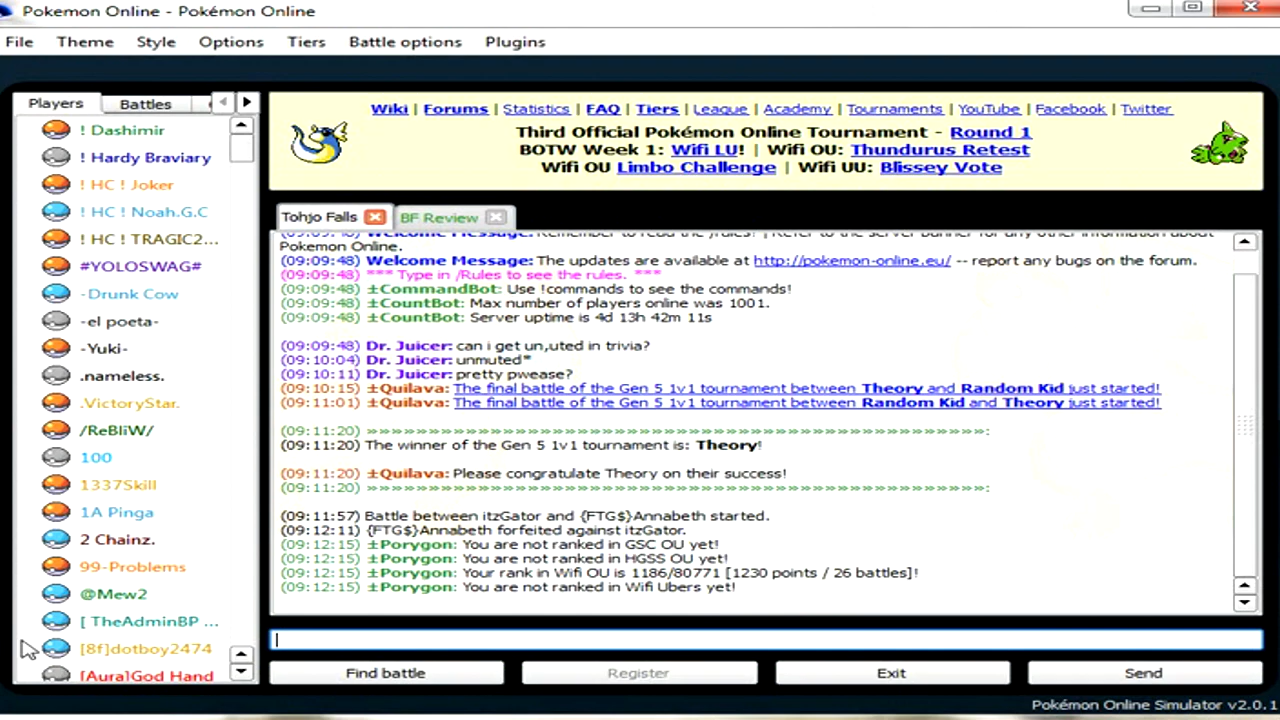 Pokemon Online - Pokémon Online
File Theme Style Options Tiers Battle options Plugins
Players Battles
! Dashimir
! Hardy Braviary
! HC ! Joker
! HC ! Noah.G.C
! HC ! TRAGIC2...
#YOLOSWAG#
-Drunk Cow
-el poeta-
-Yuki-
.nameless.
.VictoryStar.
/ReBliW/
100
1337Skill
1A Pinga
2 Chainz.
99-Problems
@Mew2
[ TheAdminBP ...
[8f]dotboy2474
[Aura]God Hand
Wiki | Forums | Statistics | FAQ | Tiers | League | Academy | Tournaments | YouTube | Facebook | Twitter
Third Official Pokémon Online Tournament - Round 1
BOTW Week 1: Wifi LU! | Wifi OU: Thundurus Retest
Wifi OU Limbo Challenge | Wifi UU: Blissey Vote
Tohjo Falls BF Review
Welcome Message: Remember to read the /rules! | Refer to the server banner for any other information about
Pokemon Online.
(09:09:48) Welcome Message: The updates are available at http://pokemon-online.eu/ -- report any bugs on the forum.
(09:09:48) *** Type in /Rules to see the rules. ***
(09:09:48) ±CommandBot: Use !commands to see the commands!
(09:09:48) ±CountBot: Max number of players online was 1001.
(09:09:48) ±CountBot: Server uptime is 4d 13h 42m 11s
(09:09:48) Dr. Juicer: can i get un,uted in trivia?
(09:10:04) Dr. Juicer: unmuted*
(09:10:11) Dr. Juicer: pretty pwease?
(09:10:15) ±Quilava: The final battle of the Gen 5 1v1 tournament between Theory and Random Kid just started!
(09:11:01) ±Quilava: The final battle of the Gen 5 1v1 tournament between Random Kid and Theory just started!
(09:11:20) »»»»»»»»»»»»»»»»»»»»»»»»»»»»»»»»»»»»»»»»»»»»»»»»»»»»»»»»»»»»:
(09:11:20) The winner of the Gen 5 1v1 tournament is: Theory!
(09:11:20) ±Quilava: Please congratulate Theory on their success!
(09:11:20) »»»»»»»»»»»»»»»»»»»»»»»»»»»»»»»»»»»»»»»»»»»»»»»»»»»»»»»»»»»»:
(09:11:57) Battle between itzGator and {FTG$}Annabeth started.
(09:12:11) {FTG$}Annabeth forfeited against itzGator.
(09:12:15) ±Porygon: You are not ranked in GSC OU yet!
(09:12:15) ±Porygon: You are not ranked in HGSS OU yet!
(09:12:15) ±Porygon: Your rank in Wifi OU is 1186/80771 [1230 points / 26 battles]!
(09:12:15) ±Porygon: You are not ranked in Wifi Ubers yet!
Find battle Register Exit Send
Pokémon Online Simulator v2.0.1